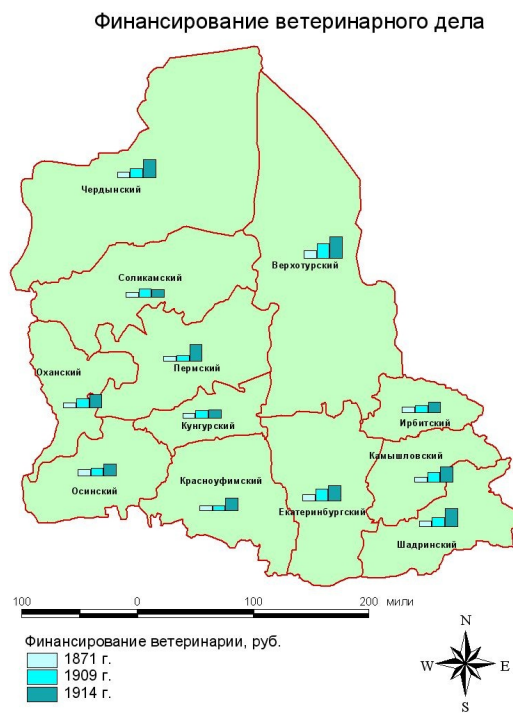 Финансирование ветеринарного дела
Чердынский
Верхотурский
Соликамский
Оханский
Пермский
Кунгурский
Ирбитский
Камышловский
Осинский
Красноуфимский
Екатеринбургский
Шадринский
100 0 100 200 мили
Финансирование ветеринарии, руб.
1871 г.
1909 г.
1914 г.
N
W E
S